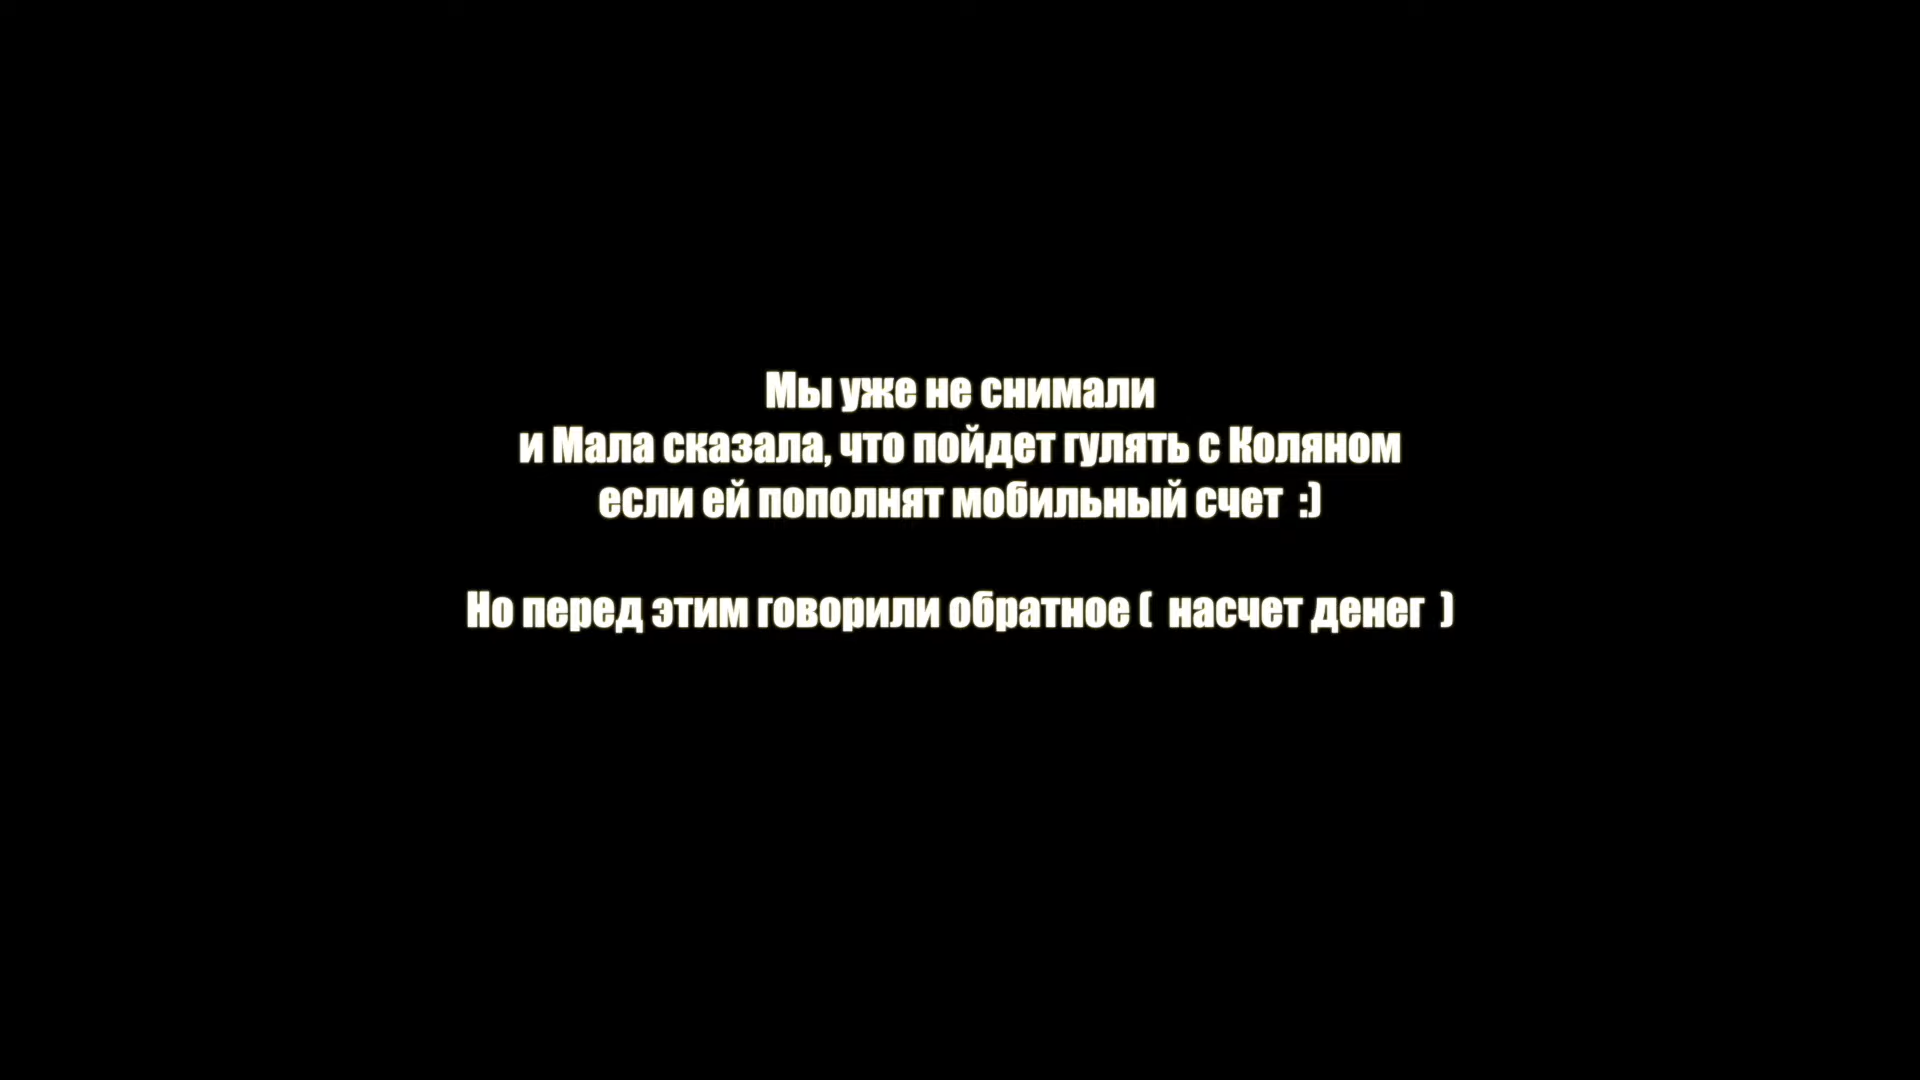 Мы уже не снимали
и Мала сказала, что пойдет гулять с Коляном
если ей пополнят мобильный счет  :)
Но перед этим говорили обратное (  насчет денег  )